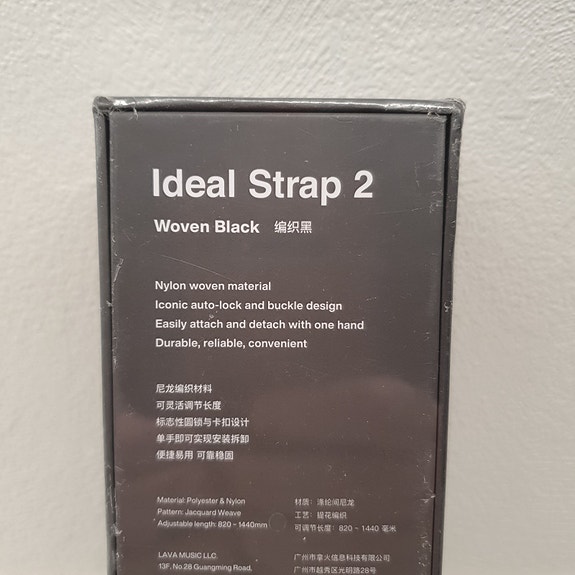 Ideal Strap 2
Woven Black 编织黑
Nylon woven material
Iconic auto-lock and buckle design
Easily attach and detach with one hand
Durable, reliable, convenient
尼龙编织材料
可灵活调节长度
标志性圆锁与卡扣设计
单手即可实现安装拆卸
便捷易用 可靠稳固
Material: Polyester & Nylon
Pattern: Jacquard Weave
Adjustable length: 820 - 1440mm
材质：涤纶间尼龙
工艺：提花编织
可调节长度：820 - 1440 毫米
LAVA MUSIC LLC.
13F, No.28 Guangming Road,
广州市拿火信息科技有限公司
广州市越秀区光明路28号